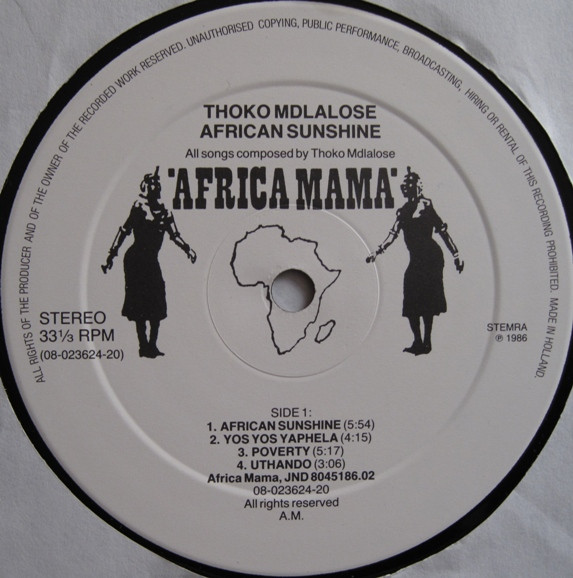 ALL RIGHTS OF THE PRODUCER AND OF THE OWNER OF THE RECORDED WORK RESERVED. UNAUTHORISED COPYING, PUBLIC PERFORMANCE, BROADCASTING, HIRING OR RENTAL OF THIS RECORDING PROHIBITED. MADE IN HOLLAND.
THOKO MDLALOSE
AFRICAN SUNSHINE
All songs composed by Thoko Mdlalose
"AFRICA MAMA"
STEREO
33⅓ RPM
(08-023624-20)
STEMRA
℗ 1986
SIDE 1:
1. AFRICAN SUNSHINE (5:54)
2. YOS YOS YAPHELA (4:15)
3. POVERTY (5:17)
4. UTHANDO (3:06)
Africa Mama, JND 8045186.02
08-023624-20
All rights reserved
A.M.